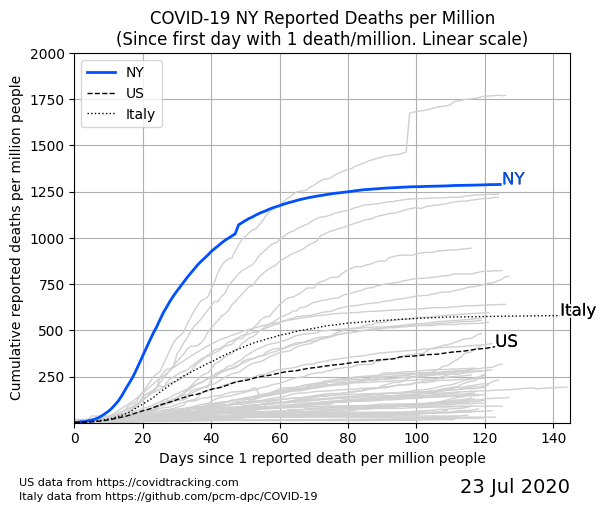 COVID-19 NY Reported Deaths per Million
(Since first day with 1 death/million. Linear scale)
NY
US
Italy
Cumulative reported deaths per million people
2000
1750
1500
1250
1000
750
500
250
NY
Italy
US
0
20
40
60
80
100
120
140
Days since 1 reported death per million people
US data from https://covidtracking.com
Italy data from https://github.com/pcm-dpc/COVID-19
23 Jul 2020